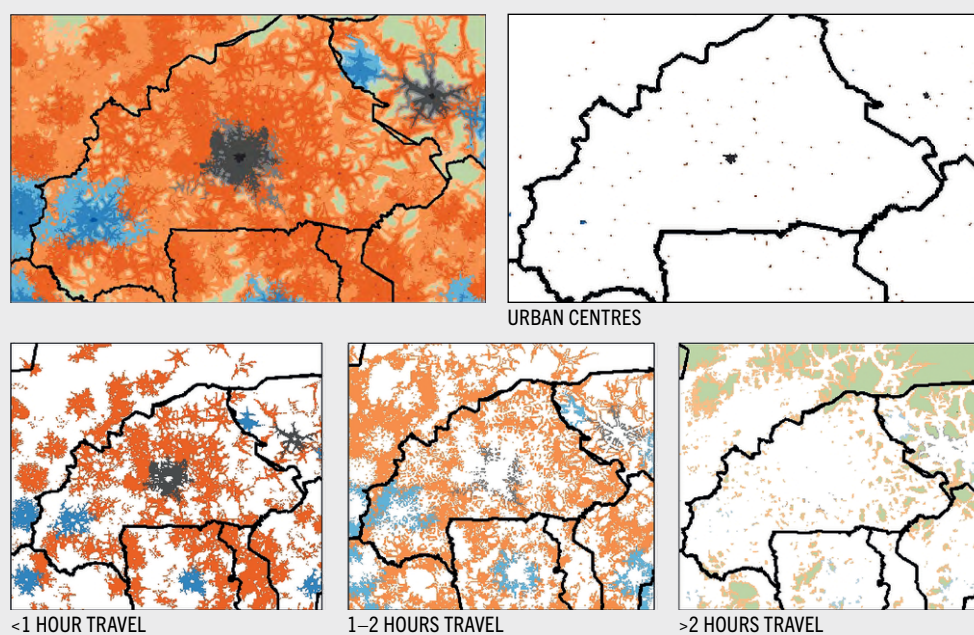 URBAN CENTRES
<1 HOUR TRAVEL
1–2 HOURS TRAVEL
>2 HOURS TRAVEL